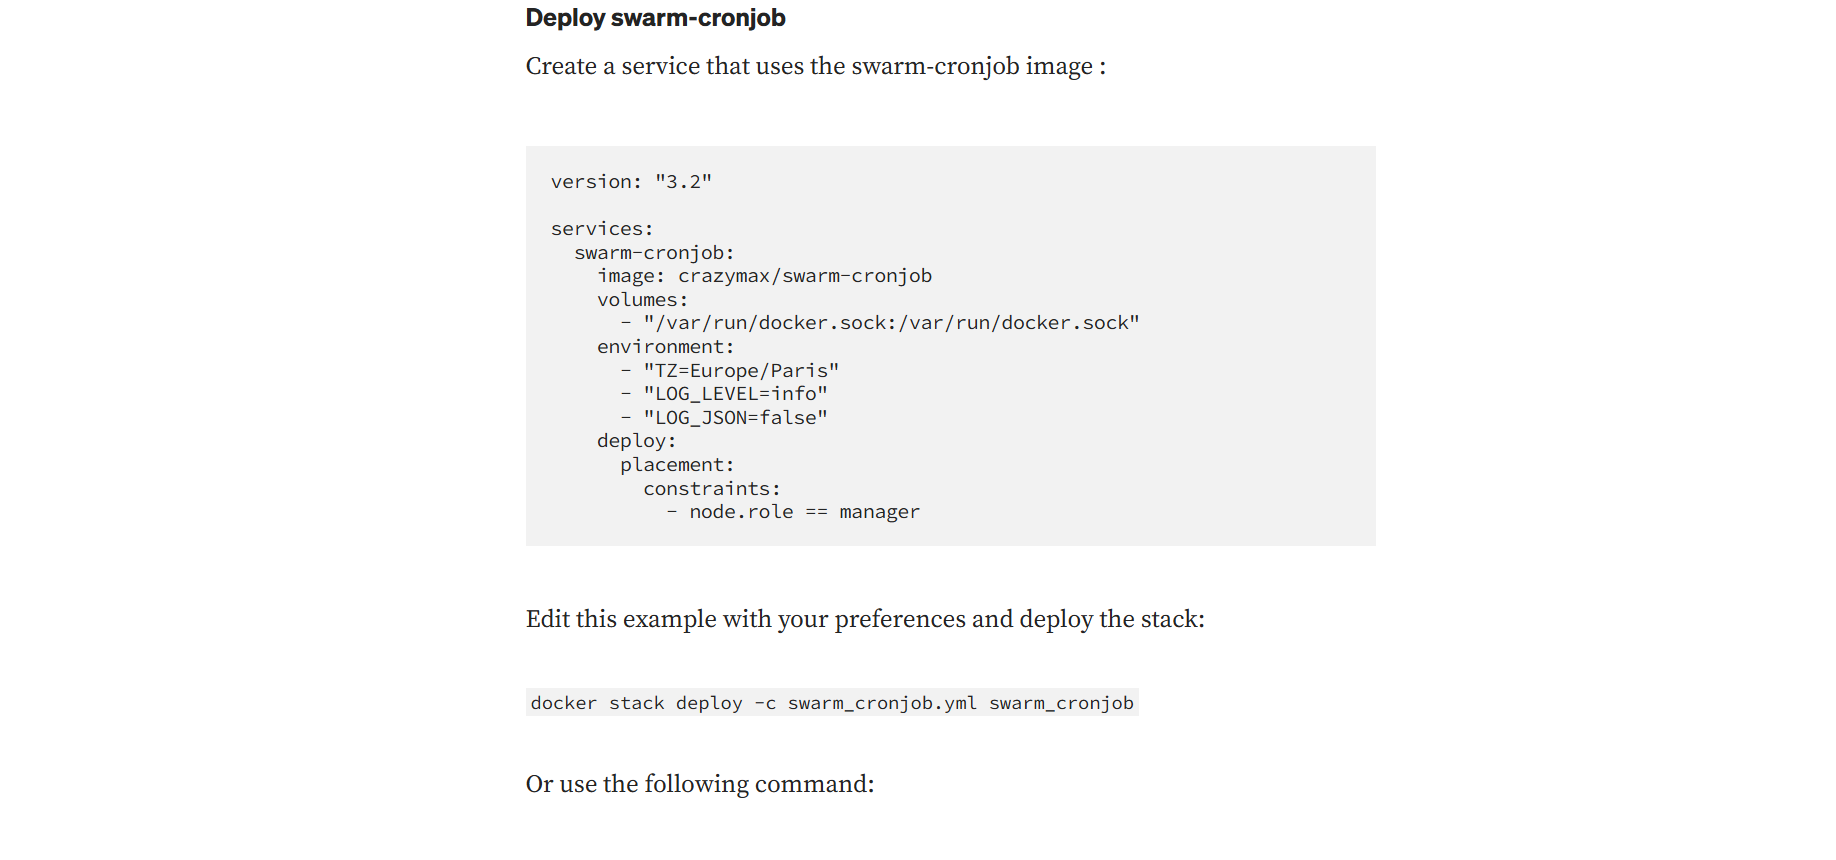 Deploy swarm-cronjob
Create a service that uses the swarm-cronjob image :
version: "3.2"
services:
  swarm-cronjob:
    image: crazymax/swarm-cronjob
    volumes:
      - "/var/run/docker.sock:/var/run/docker.sock"
    environment:
      - "TZ=Europe/Paris"
      - "LOG_LEVEL=info"
      - "LOG_JSON=false"
    deploy:
      placement:
        constraints:
          - node.role == manager
Edit this example with your preferences and deploy the stack:
docker stack deploy -c swarm_cronjob.yml swarm_cronjob
Or use the following command: